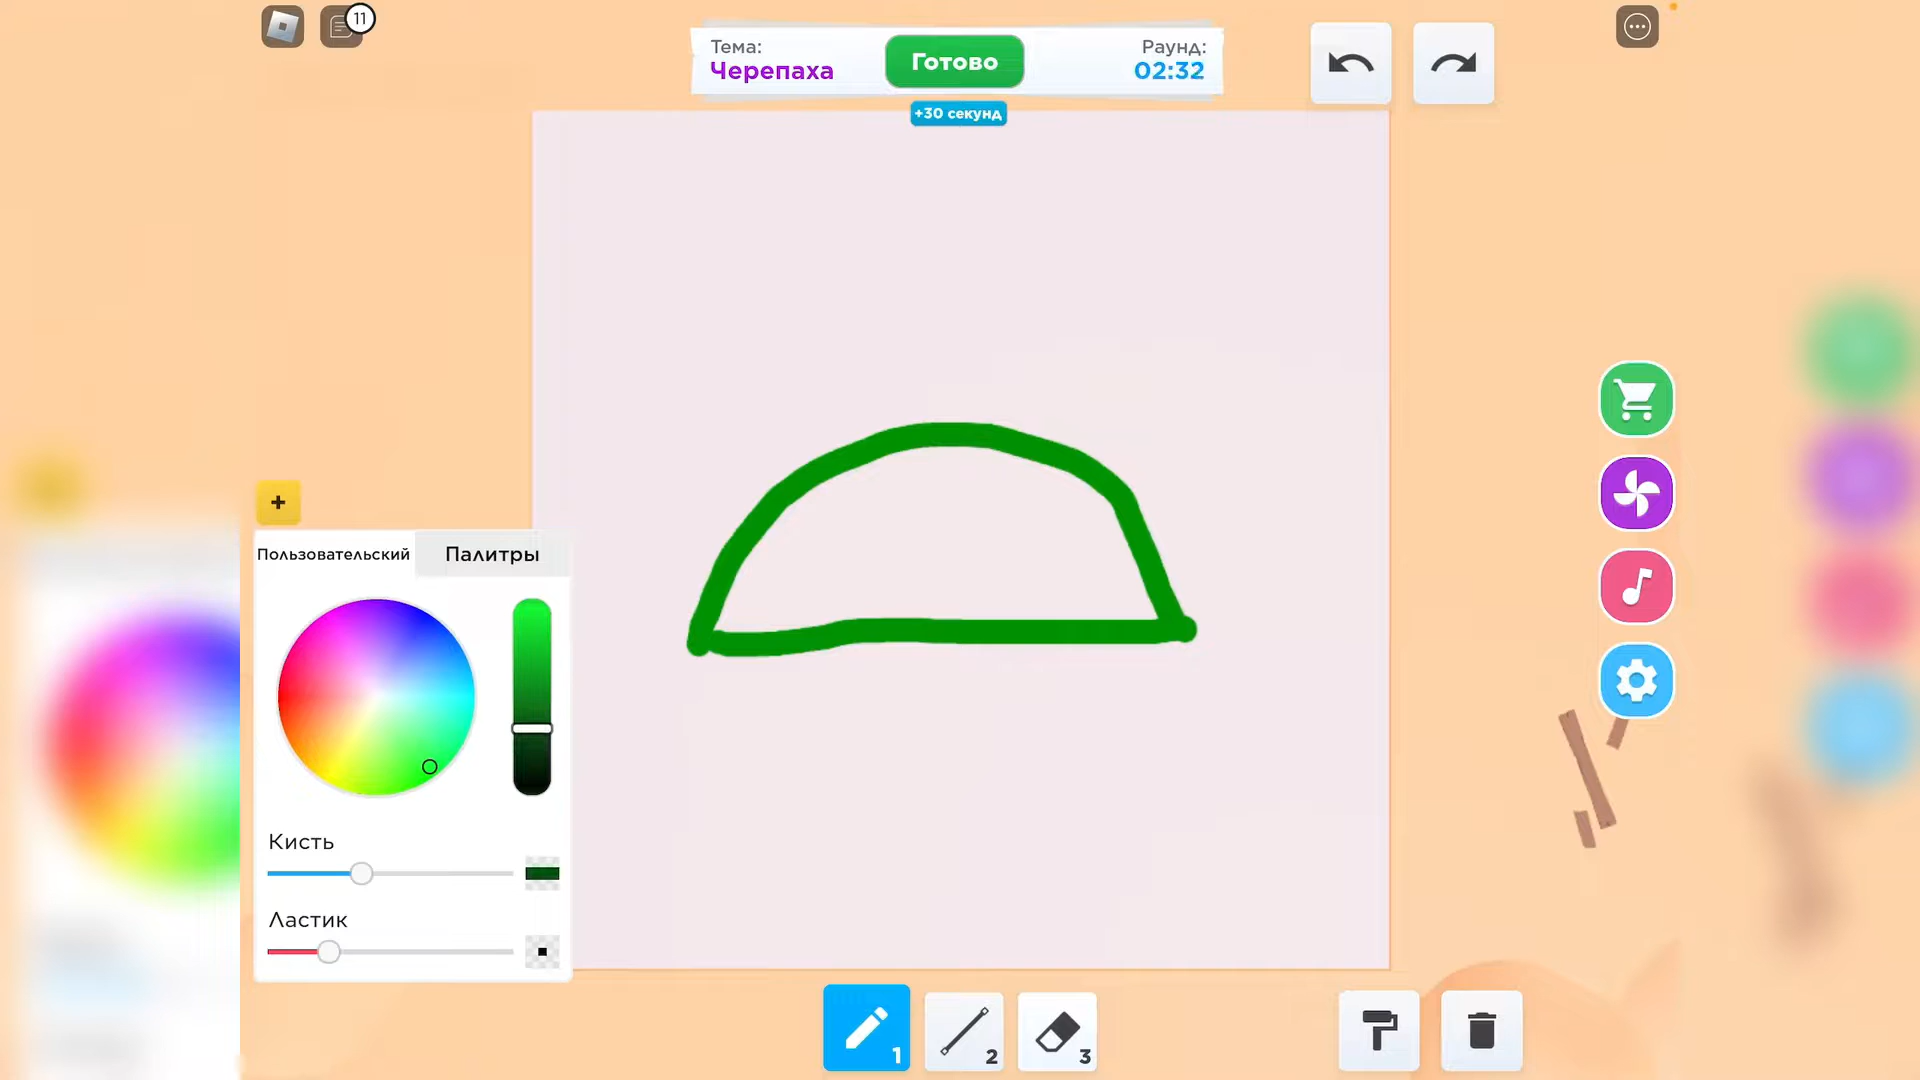 11
Тема:
Черепаха
Готово
Раунд:
02:32
+30 секунд
+
Пользовательский
Палитры
Кисть
Ластик
1
2
3